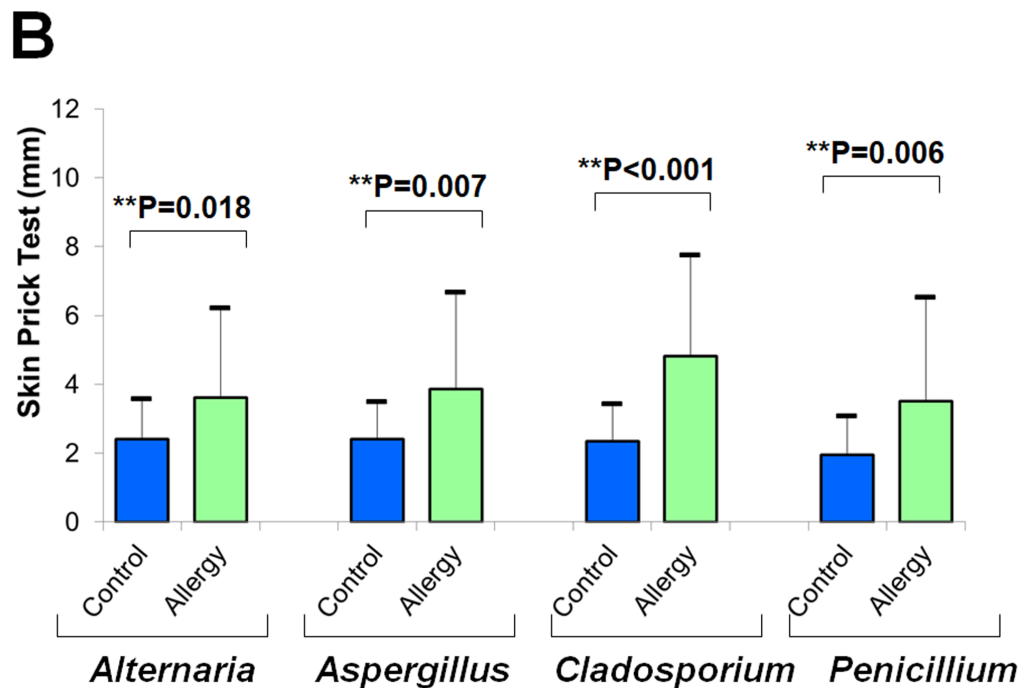 B
Skin Prick Test (mm)
12
10
8
6
4
2
0
**P=0.018
**P=0.007
**P<0.001
**P=0.006
Control
Allergy
Control
Allergy
Control
Allergy
Control
Allergy
Alternaria
Aspergillus
Cladosporium
Penicillium